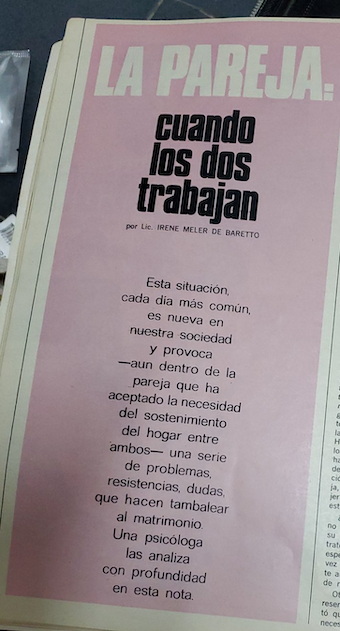 LA PAREJA:
cuando
los dos
trabajan
por Lic. IRENE MELER DE BARETTO
Esta situación,
cada día más común,
es nueva en
nuestra sociedad
y provoca
—aun dentro de la
pareja que ha
aceptado la necesidad
del sostenimiento
del hogar entre
ambos— una serie
de problemas,
resistencias, dudas,
que hacen tambalear
al matrimonio.
Una psicóloga
las analiza
con profundidad
en esta nota.